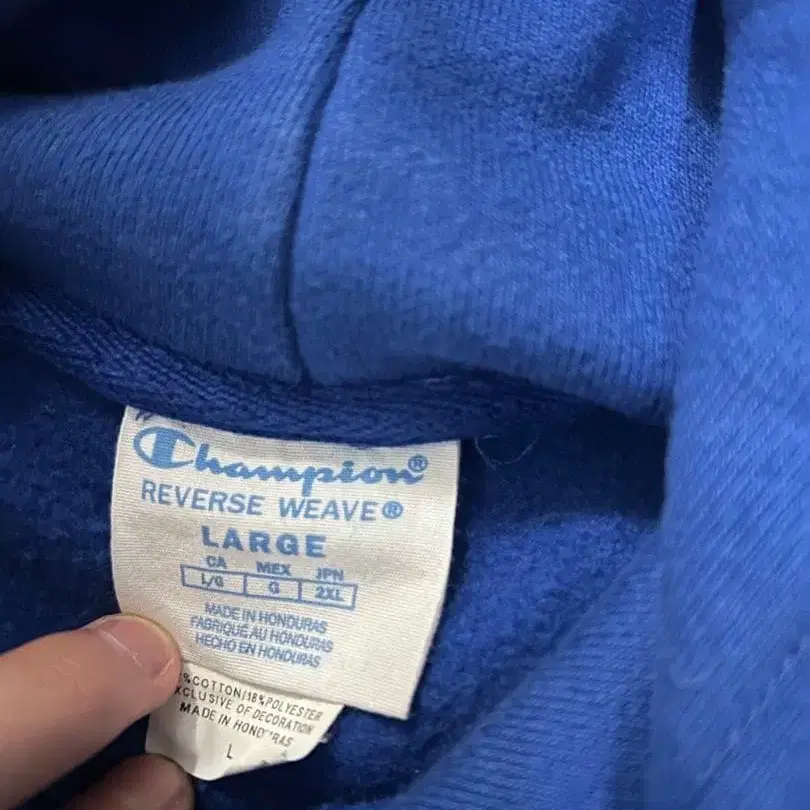 Champion®
REVERSE WEAVE®
LARGE
CA MEX JPN
L/G G 2XL
MADE IN HONDURAS
FABRIQUE AU HONDURAS
HECHO EN HONDURAS
% COTTON/18% POLYESTER
EXCLUSIVE OF DECORATION
MADE IN HONDURAS
L